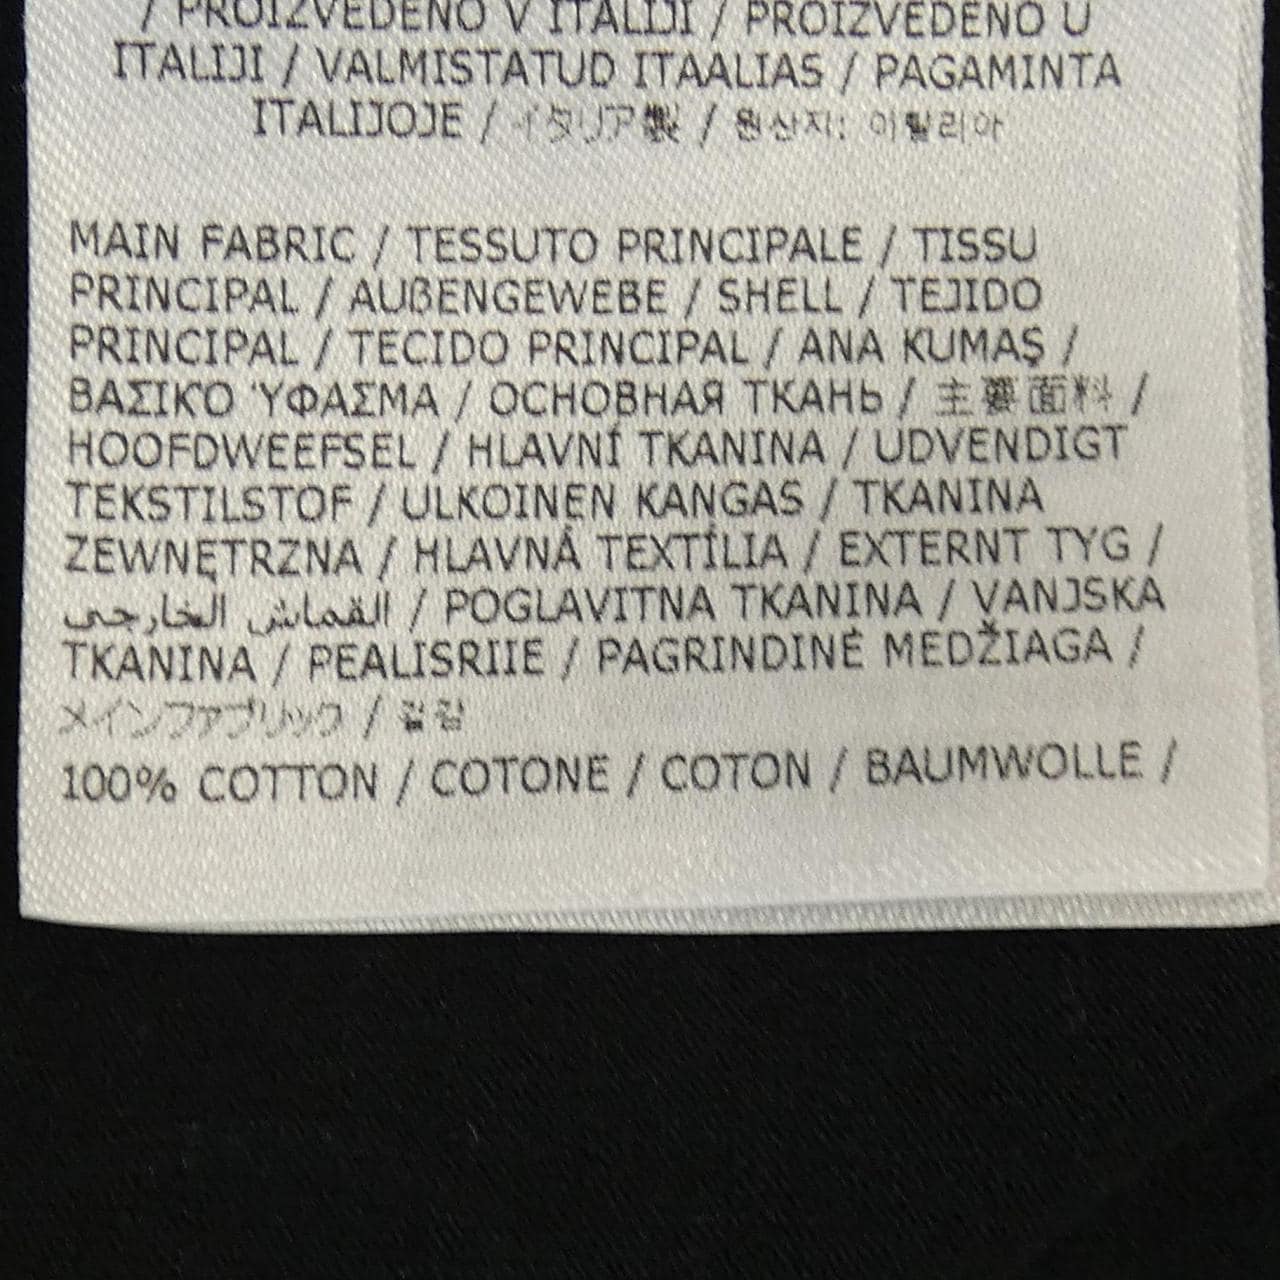 / PROIZVEDENO V ITALIJI / PROIZVEDENO U
ITALIJI / VALMISTATUD ITAALIAS / PAGAMINTA
ITALIJOJE / イタリア製 / 원산지: 이탈리아
MAIN FABRIC / TESSUTO PRINCIPALE / TISSU
PRINCIPAL / AUßENGEWEBE / SHELL / TEJIDO
PRINCIPAL / TECIDO PRINCIPAL / ANA KUMAŞ /
ΒΑΣΙΚΌ ΎΦΑΣΜΑ / ОСНОВНАЯ ТКАНЬ / 主要面料 /
HOOFDWEEFSEL / HLAVNÍ TKANINA / UDVENDIGT
TEKSTILSTOF / ULKOINEN KANGAS / TKANINA
ZEWNĘTRZNA / HLAVNÁ TEXTÍLIA / EXTERNT TYG /
القماش الخارجي / POGLAVITNA TKANINA / VANJSKA
TKANINA / PEALISRIIE / PAGRINDINĖ MEDŽIAGA /
メインファブリック / 겉감
100% COTTON / COTONE / COTON / BAUMWOLLE /